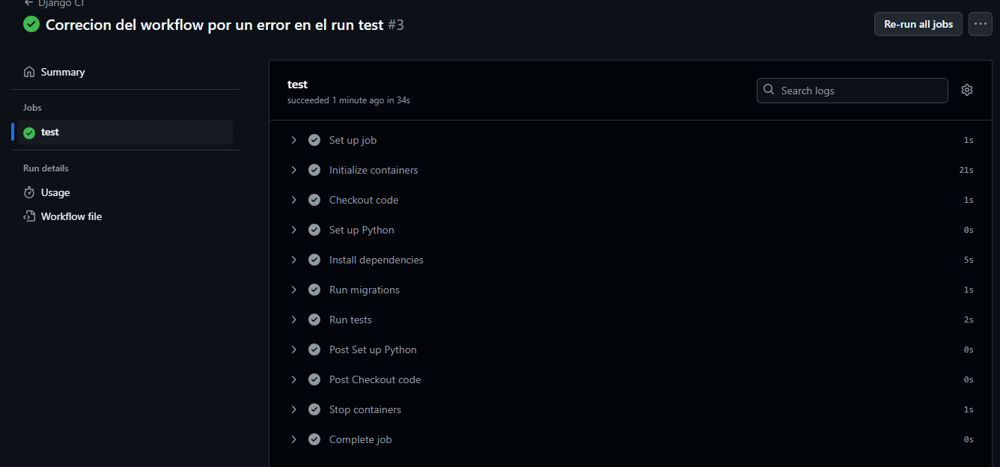 Django CI
Correcion del workflow por un error en el run test #3
Re-run all jobs
Summary
Jobs
test
Run details
Usage
Workflow file
test
succeeded 1 minute ago in 34s
Search logs
Set up job 1s
Initialize containers 21s
Checkout code 1s
Set up Python 0s
Install dependencies 5s
Run migrations 1s
Run tests 2s
Post Set up Python 0s
Post Checkout code 0s
Stop containers 1s
Complete job 0s